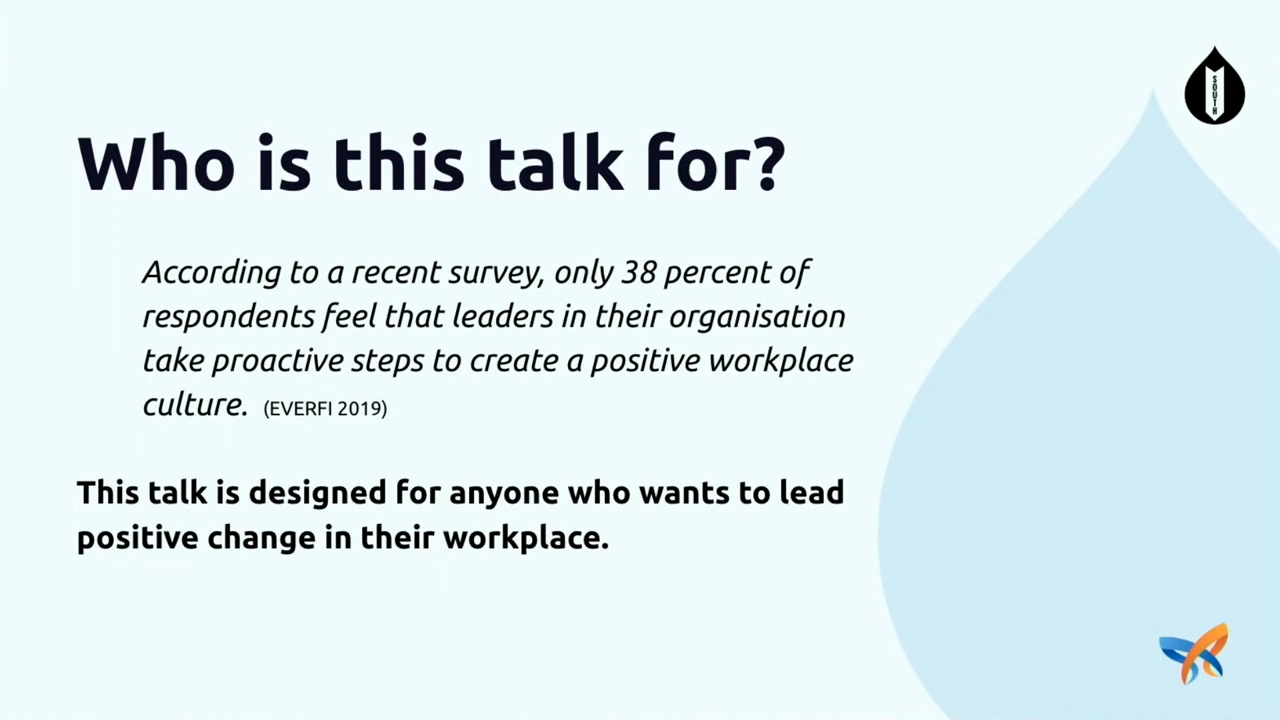 SOUTH
Who is this talk for?
According to a recent survey, only 38 percent of
respondents feel that leaders in their organisation
take proactive steps to create a positive workplace
culture. (EVERFI 2019)
This talk is designed for anyone who wants to lead
positive change in their workplace.